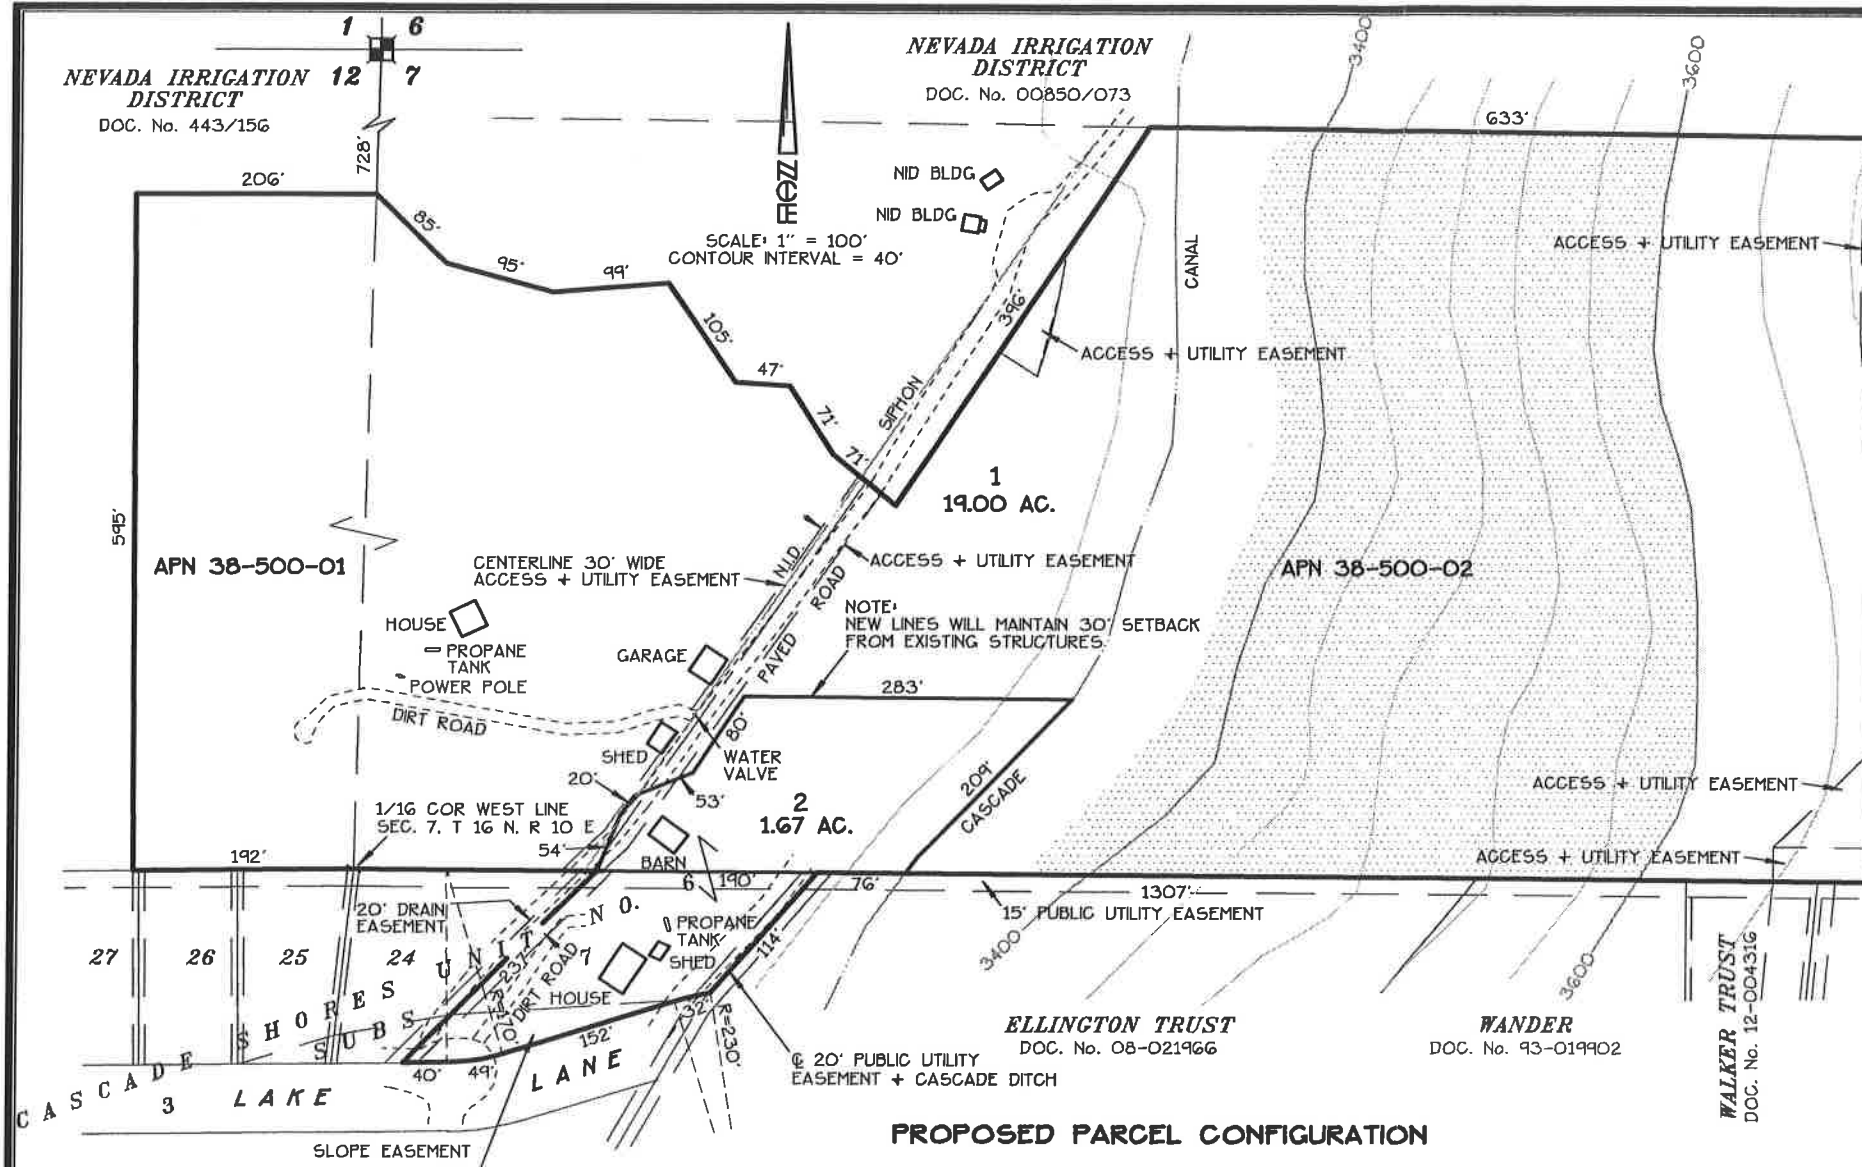 1 6
12 7
NEVADA IRRIGATION
DISTRICT
DOC. No. 443/156
NEVADA IRRIGATION
DISTRICT
DOC. No. 00850/073
3400
3600
633'
728'
206'
85'
95'
99'
105'
47'
71'
71'
396'
SCALE: 1" = 100'
CONTOUR INTERVAL = 40'
NID BLDG
NID BLDG
CANAL
ACCESS + UTILITY EASEMENT
ACCESS + UTILITY EASEMENT
SIPHON
1
19.00 AC.
595'
APN 38-500-01
CENTERLINE 30' WIDE
ACCESS + UTILITY EASEMENT
N.I.D.
ACCESS + UTILITY EASEMENT
APN 38-500-02
PAVED ROAD
NOTE:
NEW LINES WILL MAINTAIN 30' SETBACK
FROM EXISTING STRUCTURES
HOUSE
PROPANE
TANK
POWER POLE
DIRT ROAD
GARAGE
SHED
283'
80'
WATER
VALVE
20'
53'
209'
CASCADE
2
1.67 AC.
ACCESS + UTILITY EASEMENT
1/16 COR WEST LINE
SEC. 7, T 16 N, R 10 E
54'
BARN
192'
6
190'
76'
1307'
ACCESS + UTILITY EASEMENT
15' PUBLIC UTILITY EASEMENT
20' DRAIN
EASEMENT
27
26
25
24
7
UNIT NO.
237'
DIRT ROAD
PROPANE
TANK
SHED
HOUSE
114'
3400
3600
32'
R=230'
152'
40'
49'
CASCADE SHORES
SUBS
3
LAKE LANE
SLOPE EASEMENT
℄ 20' PUBLIC UTILITY
EASEMENT + CASCADE DITCH
ELLINGTON TRUST
DOC. No. 08-021966
WANDER
DOC. No. 93-019902
WALKER TRUST
DOC. No. 12-004316
PROPOSED PARCEL CONFIGURATION